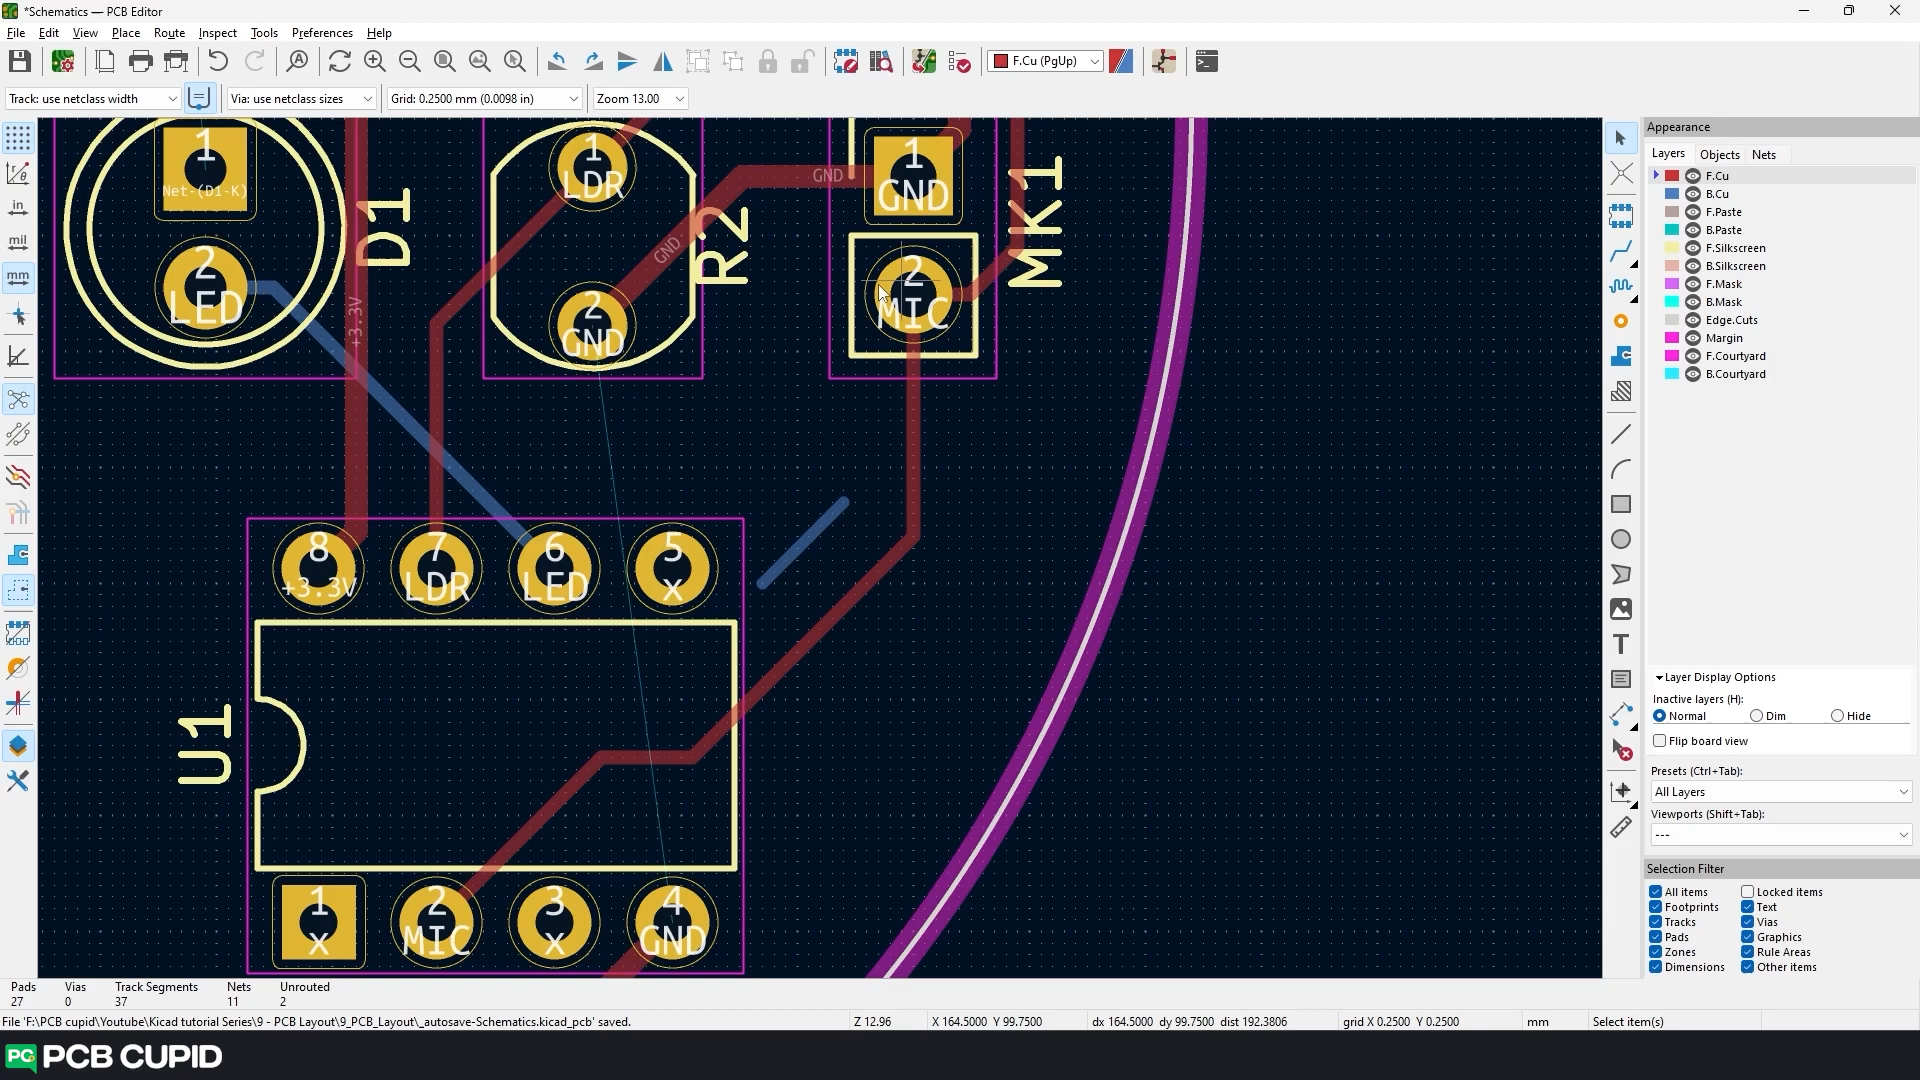 *Schematics — PCB Editor
File Edit View Place Route Inspect Tools Preferences Help
F.Cu (PgUp)
Track: use netclass width
Via: use netclass sizes
Grid: 0.2500 mm (0.0098 in)
Zoom 13.00
in
mil
mm
1
Net-(D1-K)
2
LED
D1
+3.3V
1
LDR
2
GND
R2
GND
GND
1
GND
2
MIC
MK1
8
+3.3V
7
LDR
6
LED
5
x
U1
1
x
2
MIC
3
x
4
GND
Appearance
Layers Objects Nets
F.Cu
B.Cu
F.Paste
B.Paste
F.Silkscreen
B.Silkscreen
F.Mask
B.Mask
Edge.Cuts
Margin
F.Courtyard
B.Courtyard
Layer Display Options
Inactive layers (H):
Normal Dim Hide
Flip board view
Presets (Ctrl+Tab):
All Layers
Viewports (Shift+Tab):
---
Selection Filter
All items Locked items
Footprints Text
Tracks Vias
Pads Graphics
Zones Rule Areas
Dimensions Other items
Pads Vias Track Segments Nets Unrouted
27 0 37 11 2
File 'F:\PCB cupid\Youtube\Kicad tutorial Series\9 - PCB Layout\9_PCB_Layout\_autosave-Schematics.kicad_pcb' saved.
Z 12.96
X 164.5000 Y 99.7500
dx 164.5000 dy 99.7500 dist 192.3806
grid X 0.2500 Y 0.2500
mm
Select item(s)
PC PCB CUPID